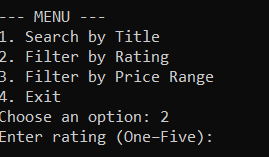 --- MENU ---
1. Search by Title
2. Filter by Rating
3. Filter by Price Range
4. Exit
Choose an option: 2
Enter rating (One-Five):